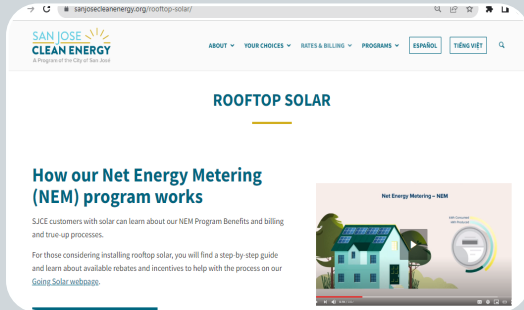 sanjosecleanenergy.org/rooftop-solar/
SAN JOSE
CLEAN ENERGY
A Program of the City of San José
ABOUT YOUR CHOICES RATES & BILLING PROGRAMS ESPAÑOL TIẾNG VIỆT
ROOFTOP SOLAR
How our Net Energy Metering
(NEM) program works
SJCE customers with solar can learn about our NEM Program Benefits and billing
and true-up processes.
For those considering installing rooftop solar, you will find a step-by-step guide
and learn about available rebates and incentives to help with the process on our
Going Solar webpage.
Net Energy Metering – NEM